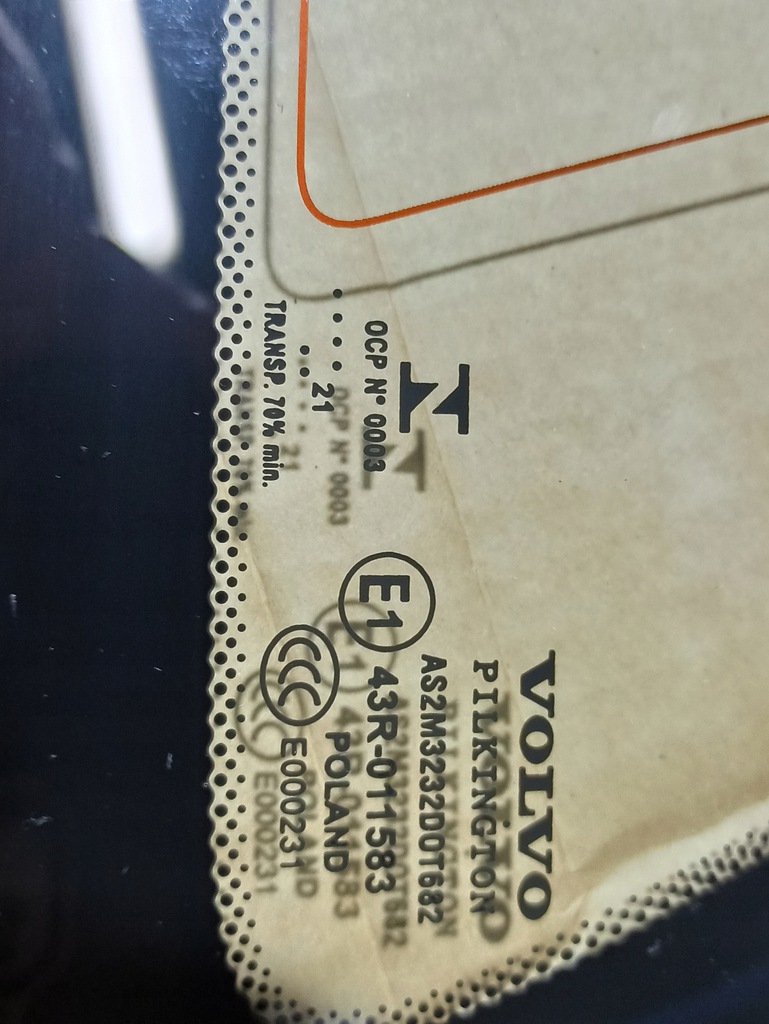 VOLVO
PILKINGTON
AS2M3232D0T682
E1 43R-011583
POLAND
CCC E000231
N
OCP Nº 0003
. . . . 21
. .
TRANSP. 70% min.